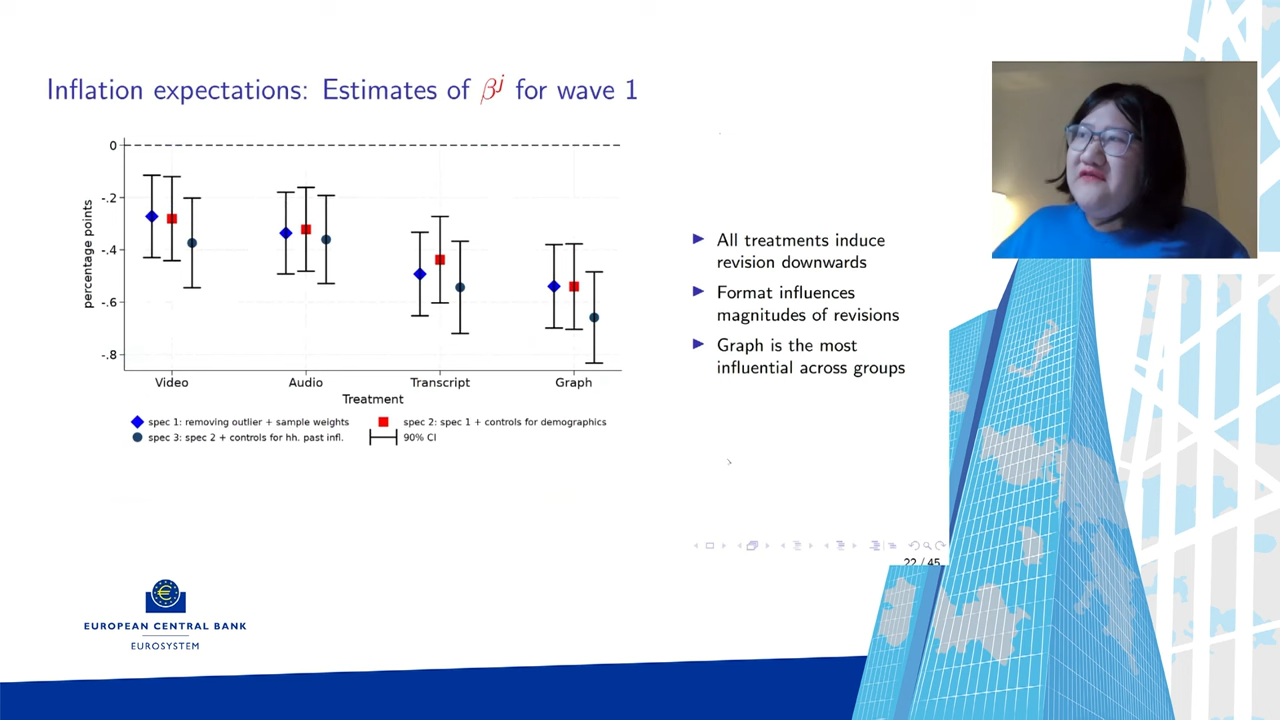 Inflation expectations: Estimates of βʲ for wave 1
0
-.2
-.4
-.6
-.8
percentage points
Video Audio Transcript Graph
Treatment
spec 1: removing outlier + sample weights spec 2: spec 1 + controls for demographics
spec 3: spec 2 + controls for hh. past infl. 90% CI
All treatments induce
revision downwards
Format influences
magnitudes of revisions
Graph is the most
influential across groups
22 / 45
EUROPEAN CENTRAL BANK
EUROSYSTEM